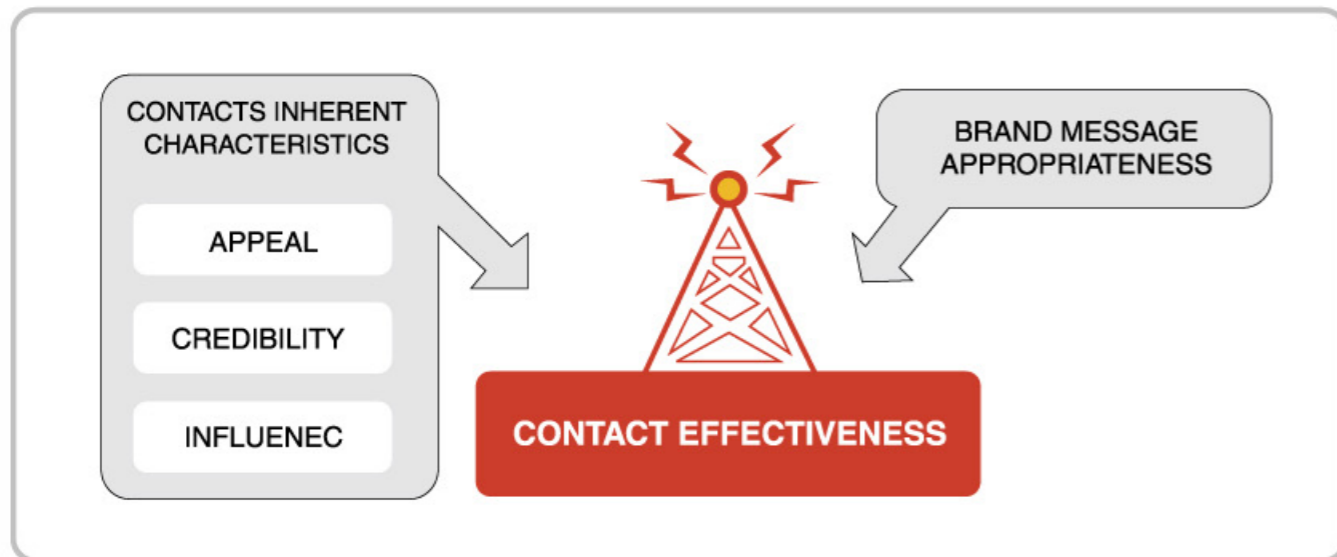 CONTACTS INHERENT
CHARACTERISTICS
APPEAL
CREDIBILITY
INFLUENEC
BRAND MESSAGE
APPROPRIATENESS
CONTACT EFFECTIVENESS